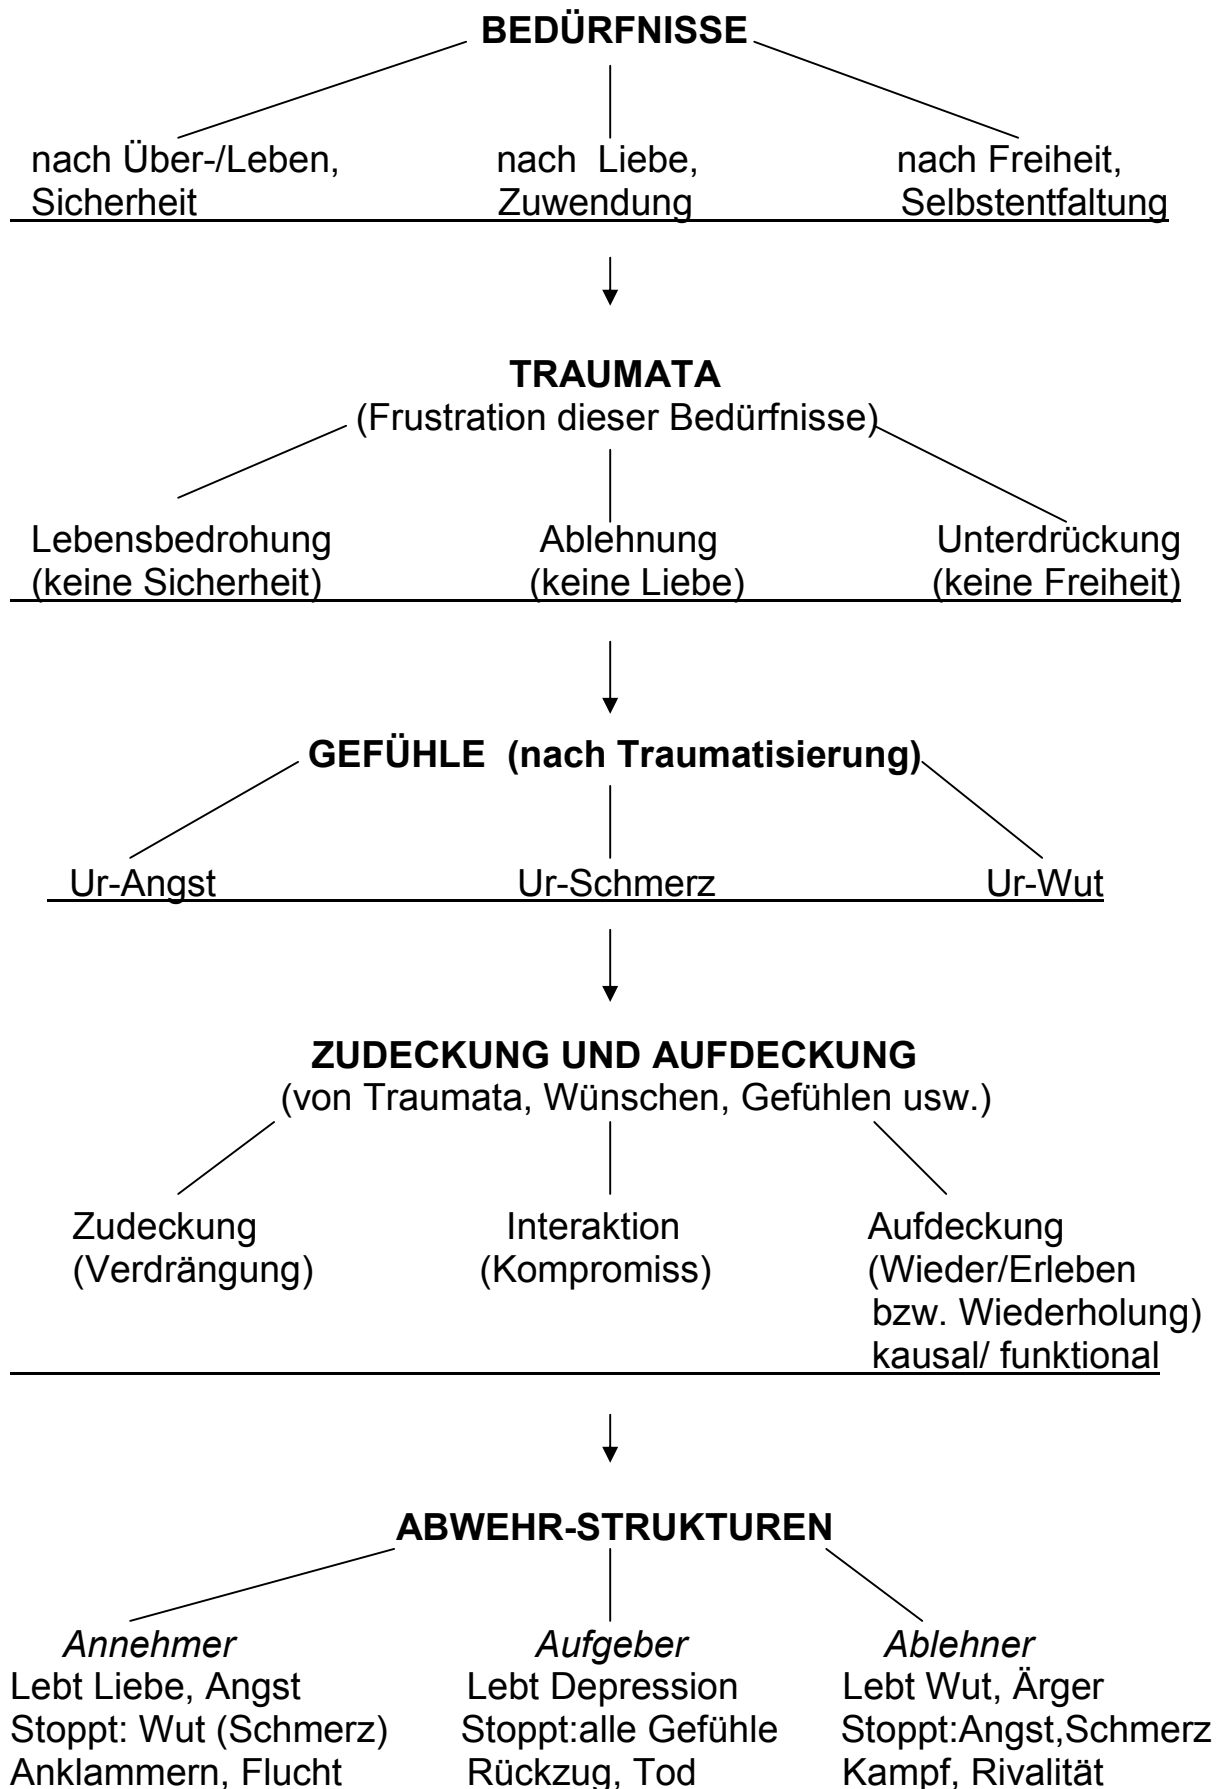 BEDÜRFNISSE
nach Über-/Leben, nach Liebe, nach Freiheit,
Sicherheit Zuwendung Selbstentfaltung
TRAUMATA
(Frustration dieser Bedürfnisse)
Lebensbedrohung Ablehnung Unterdrückung
(keine Sicherheit) (keine Liebe) (keine Freiheit)
GEFÜHLE (nach Traumatisierung)
Ur-Angst Ur-Schmerz Ur-Wut
ZUDECKUNG UND AUFDECKUNG
(von Traumata, Wünschen, Gefühlen usw.)
Zudeckung Interaktion Aufdeckung
(Verdrängung) (Kompromiss) (Wieder/Erleben
bzw. Wiederholung)
kausal/ funktional
ABWEHR-STRUKTUREN
Annehmer Aufgeber Ablehner
Lebt Liebe, Angst Lebt Depression Lebt Wut, Ärger
Stoppt: Wut (Schmerz) Stoppt:alle Gefühle Stoppt:Angst,Schmerz
Anklammern, Flucht Rückzug, Tod Kampf, Rivalität